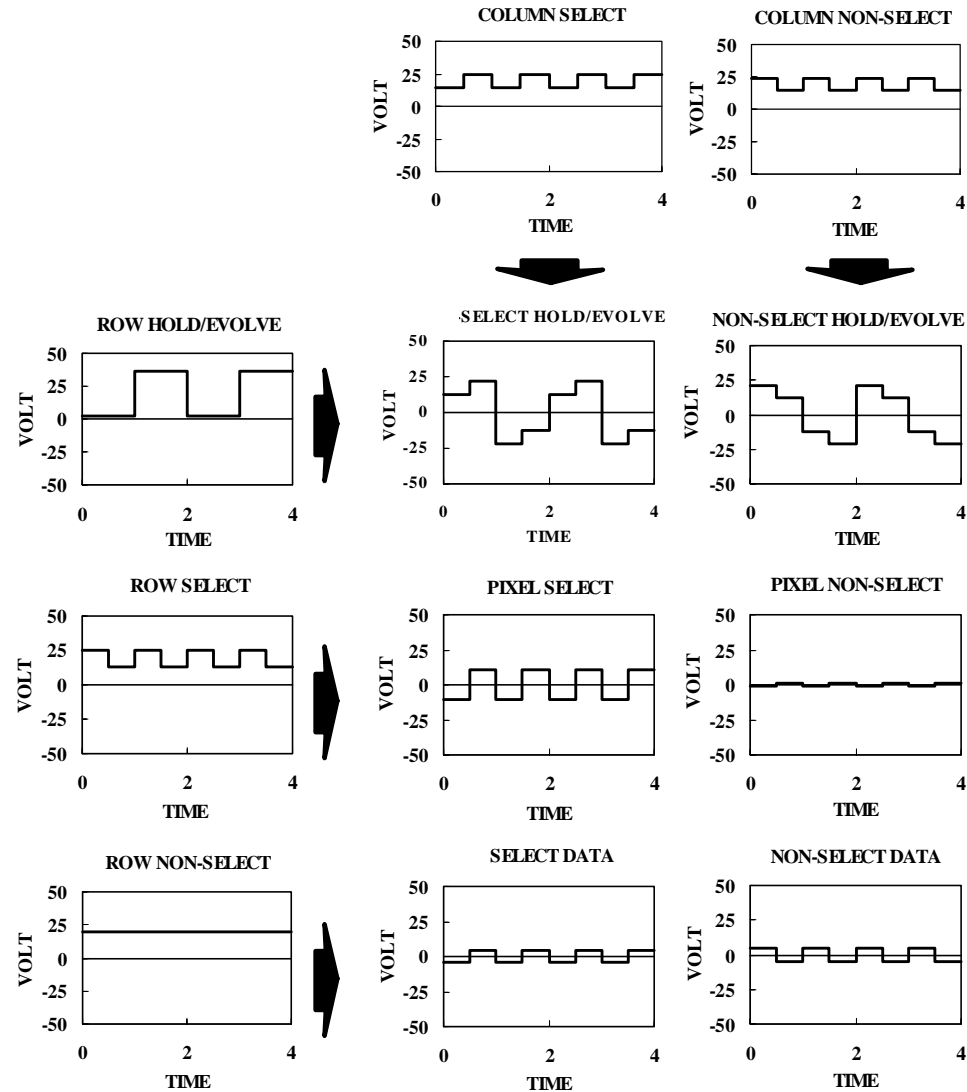 COLUMN SELECT
50
25
0
-25
-50
VOLT
0 2 4
TIME
COLUMN NON-SELECT
50
25
0
-25
-50
VOLT
0 2 4
TIME
ROW HOLD/EVOLVE
50
25
0
-25
-50
VOLT
0 2 4
TIME
SELECT HOLD/EVOLVE
50
25
0
-25
-50
VOLT
0 2 4
TIME
NON-SELECT HOLD/EVOLVE
50
25
0
-25
-50
VOLT
0 2 4
TIME
ROW SELECT
50
25
0
-25
-50
VOLT
0 2 4
TIME
PIXEL SELECT
50
25
0
-25
-50
VOLT
0 2 4
TIME
PIXEL NON-SELECT
50
25
0
-25
-50
VOLT
0 2 4
TIME
ROW NON-SELECT
50
25
0
-25
-50
VOLT
0 2 4
TIME
SELECT DATA
50
25
0
-25
-50
VOLT
0 2 4
TIME
NON-SELECT DATA
50
25
0
-25
-50
VOLT
0 2 4
TIME